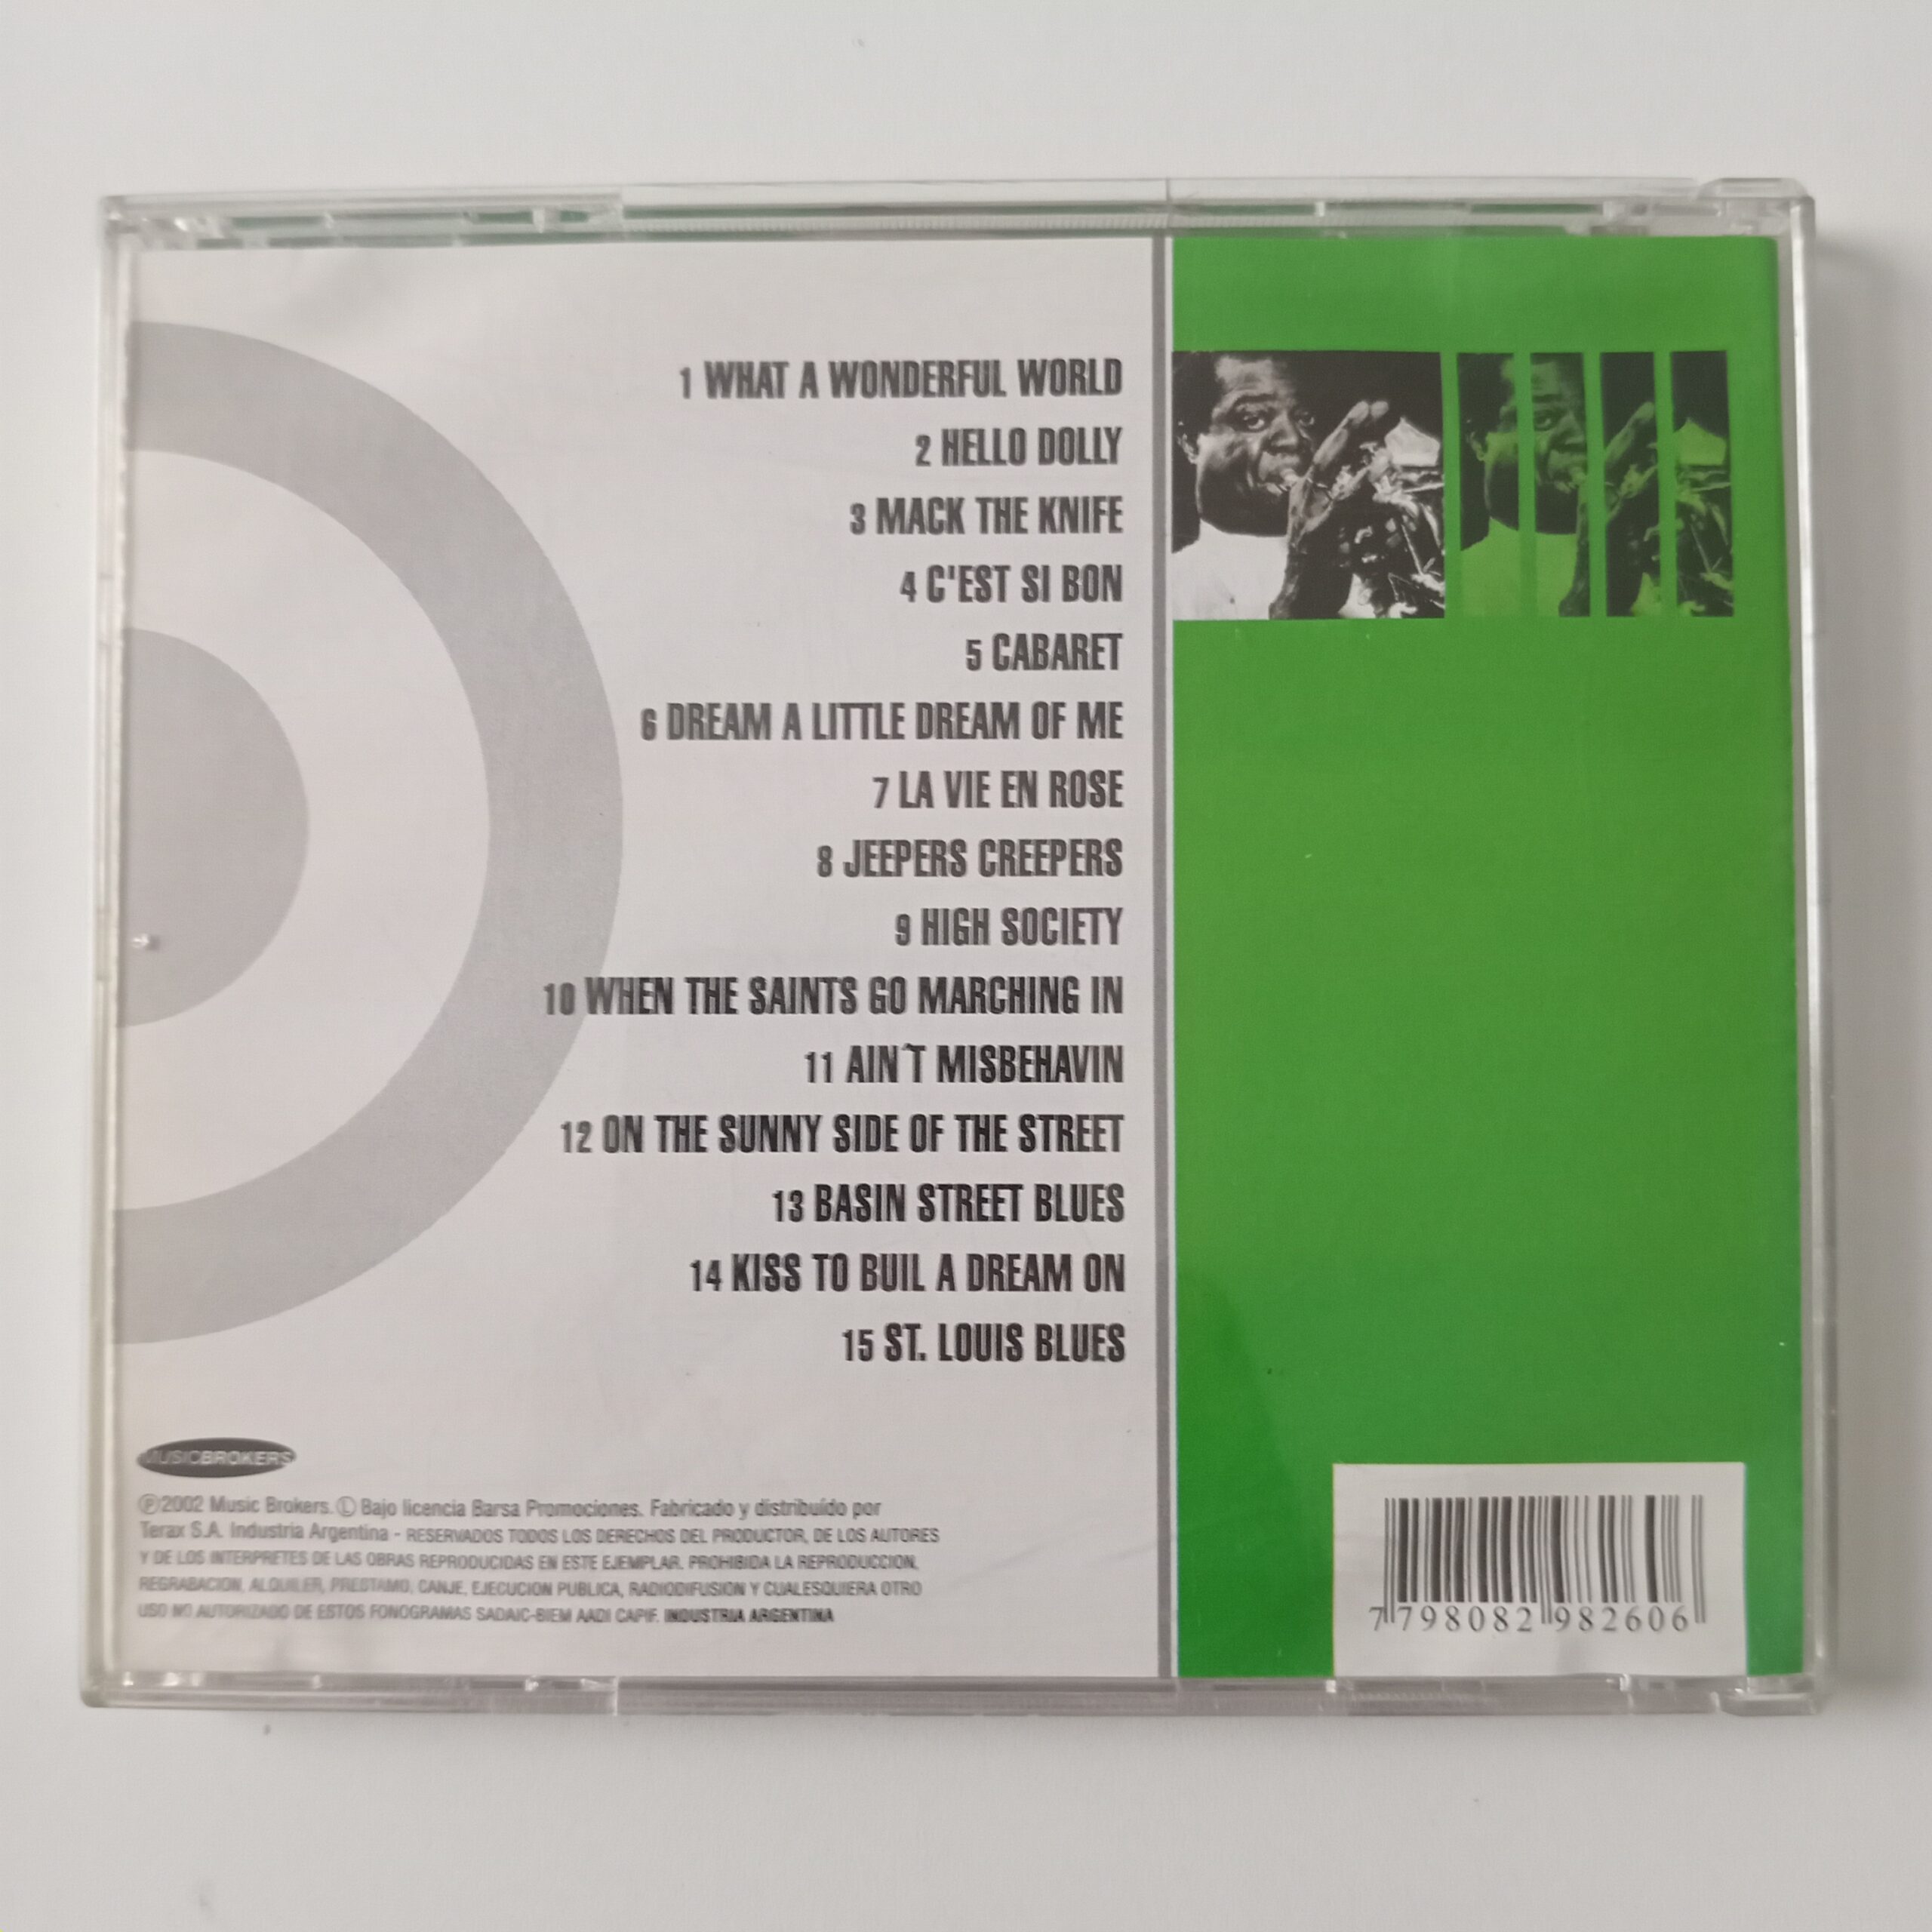 1 WHAT A WONDERFUL WORLD
2 HELLO DOLLY
3 MACK THE KNIFE
4 C'EST SI BON
5 CABARET
6 DREAM A LITTLE DREAM OF ME
7 LA VIE EN ROSE
8 JEEPERS CREEPERS
9 HIGH SOCIETY
10 WHEN THE SAINTS GO MARCHING IN
11 AIN´T MISBEHAVIN
12 ON THE SUNNY SIDE OF THE STREET
13 BASIN STREET BLUES
14 KISS TO BUIL A DREAM ON
15 ST. LOUIS BLUES
MUSICBROKERS
Ⓟ2002 Music Brokers. Ⓛ Bajo licencia Barsa Promociones. Fabricado y distribuído por
Terax S.A. Industria Argentina - RESERVADOS TODOS LOS DERECHOS DEL PRODUCTOR, DE LOS AUTORES
Y DE LOS INTERPRETES DE LAS OBRAS REPRODUCIDAS EN ESTE EJEMPLAR. PROHIBIDA LA REPRODUCCION,
REGRABACION, ALQUILER, PRESTAMO, CANJE, EJECUCION PUBLICA, RADIODIFUSION Y CUALESQUIERA OTRO
USO NO AUTORIZADO DE ESTOS FONOGRAMAS SADAIC-BIEM AADI CAPIF. INDUSTRIA ARGENTINA
7 798082 982606